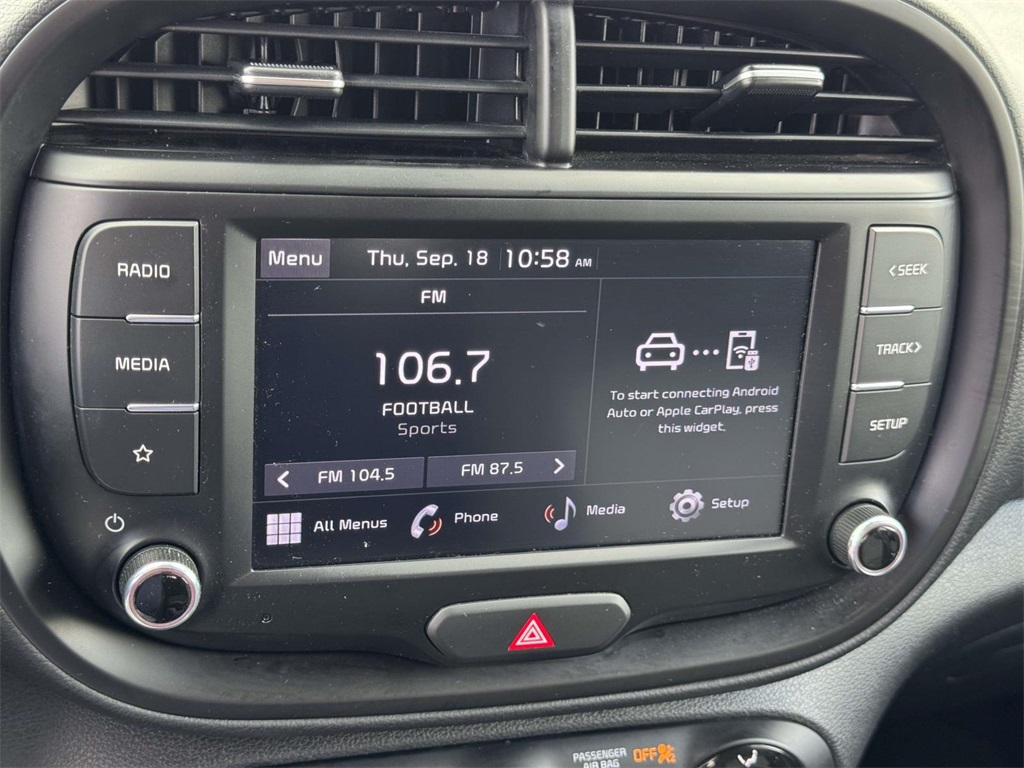 RADIO
MEDIA
Menu Thu, Sep. 18 10:58 AM
FM
106.7
FOOTBALL
Sports
< FM 104.5 FM 87.5 >
To start connecting Android
Auto or Apple CarPlay, press
this widget.
All Menus Phone Media Setup
<SEEK
TRACK>
SETUP
PASSENGER
AIR BAG OFF